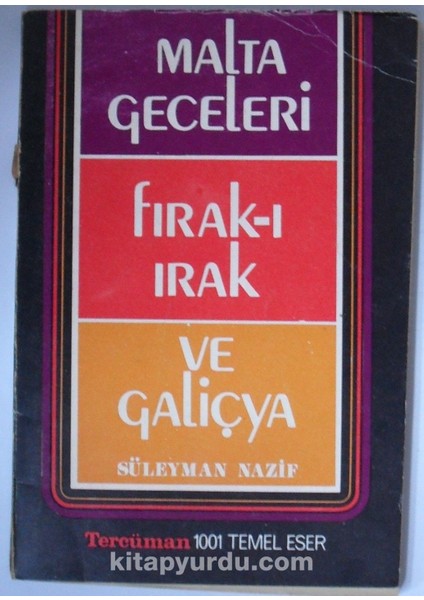 MALTA
GECELERİ
FIRAK-I
IRAK
VE
GALİÇYA
SÜLEYMAN NAZİF
Tercüman 1001 TEMEL ESER
kitapyurdu.com